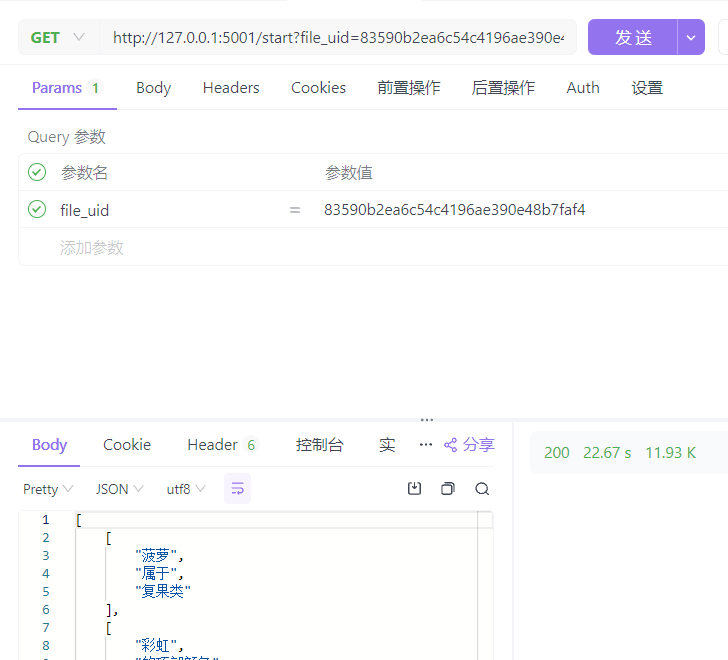 GET http://127.0.0.1:5001/start?file_uid=83590b2ea6c54c4196ae390e4 发送
Params 1 Body Headers Cookies 前置操作 后置操作 Auth 设置
Query 参数
参数名 参数值
file_uid = 83590b2ea6c54c4196ae390e48b7faf4
添加参数
Body Cookie Header 6 控制台 实 ... 分享
200 22.67 s 11.93 K
Pretty JSON utf8
1 [
2 [
3 "菠萝",
4 "属于",
5 "复果类"
6 ],
7 [
8 "彩虹",